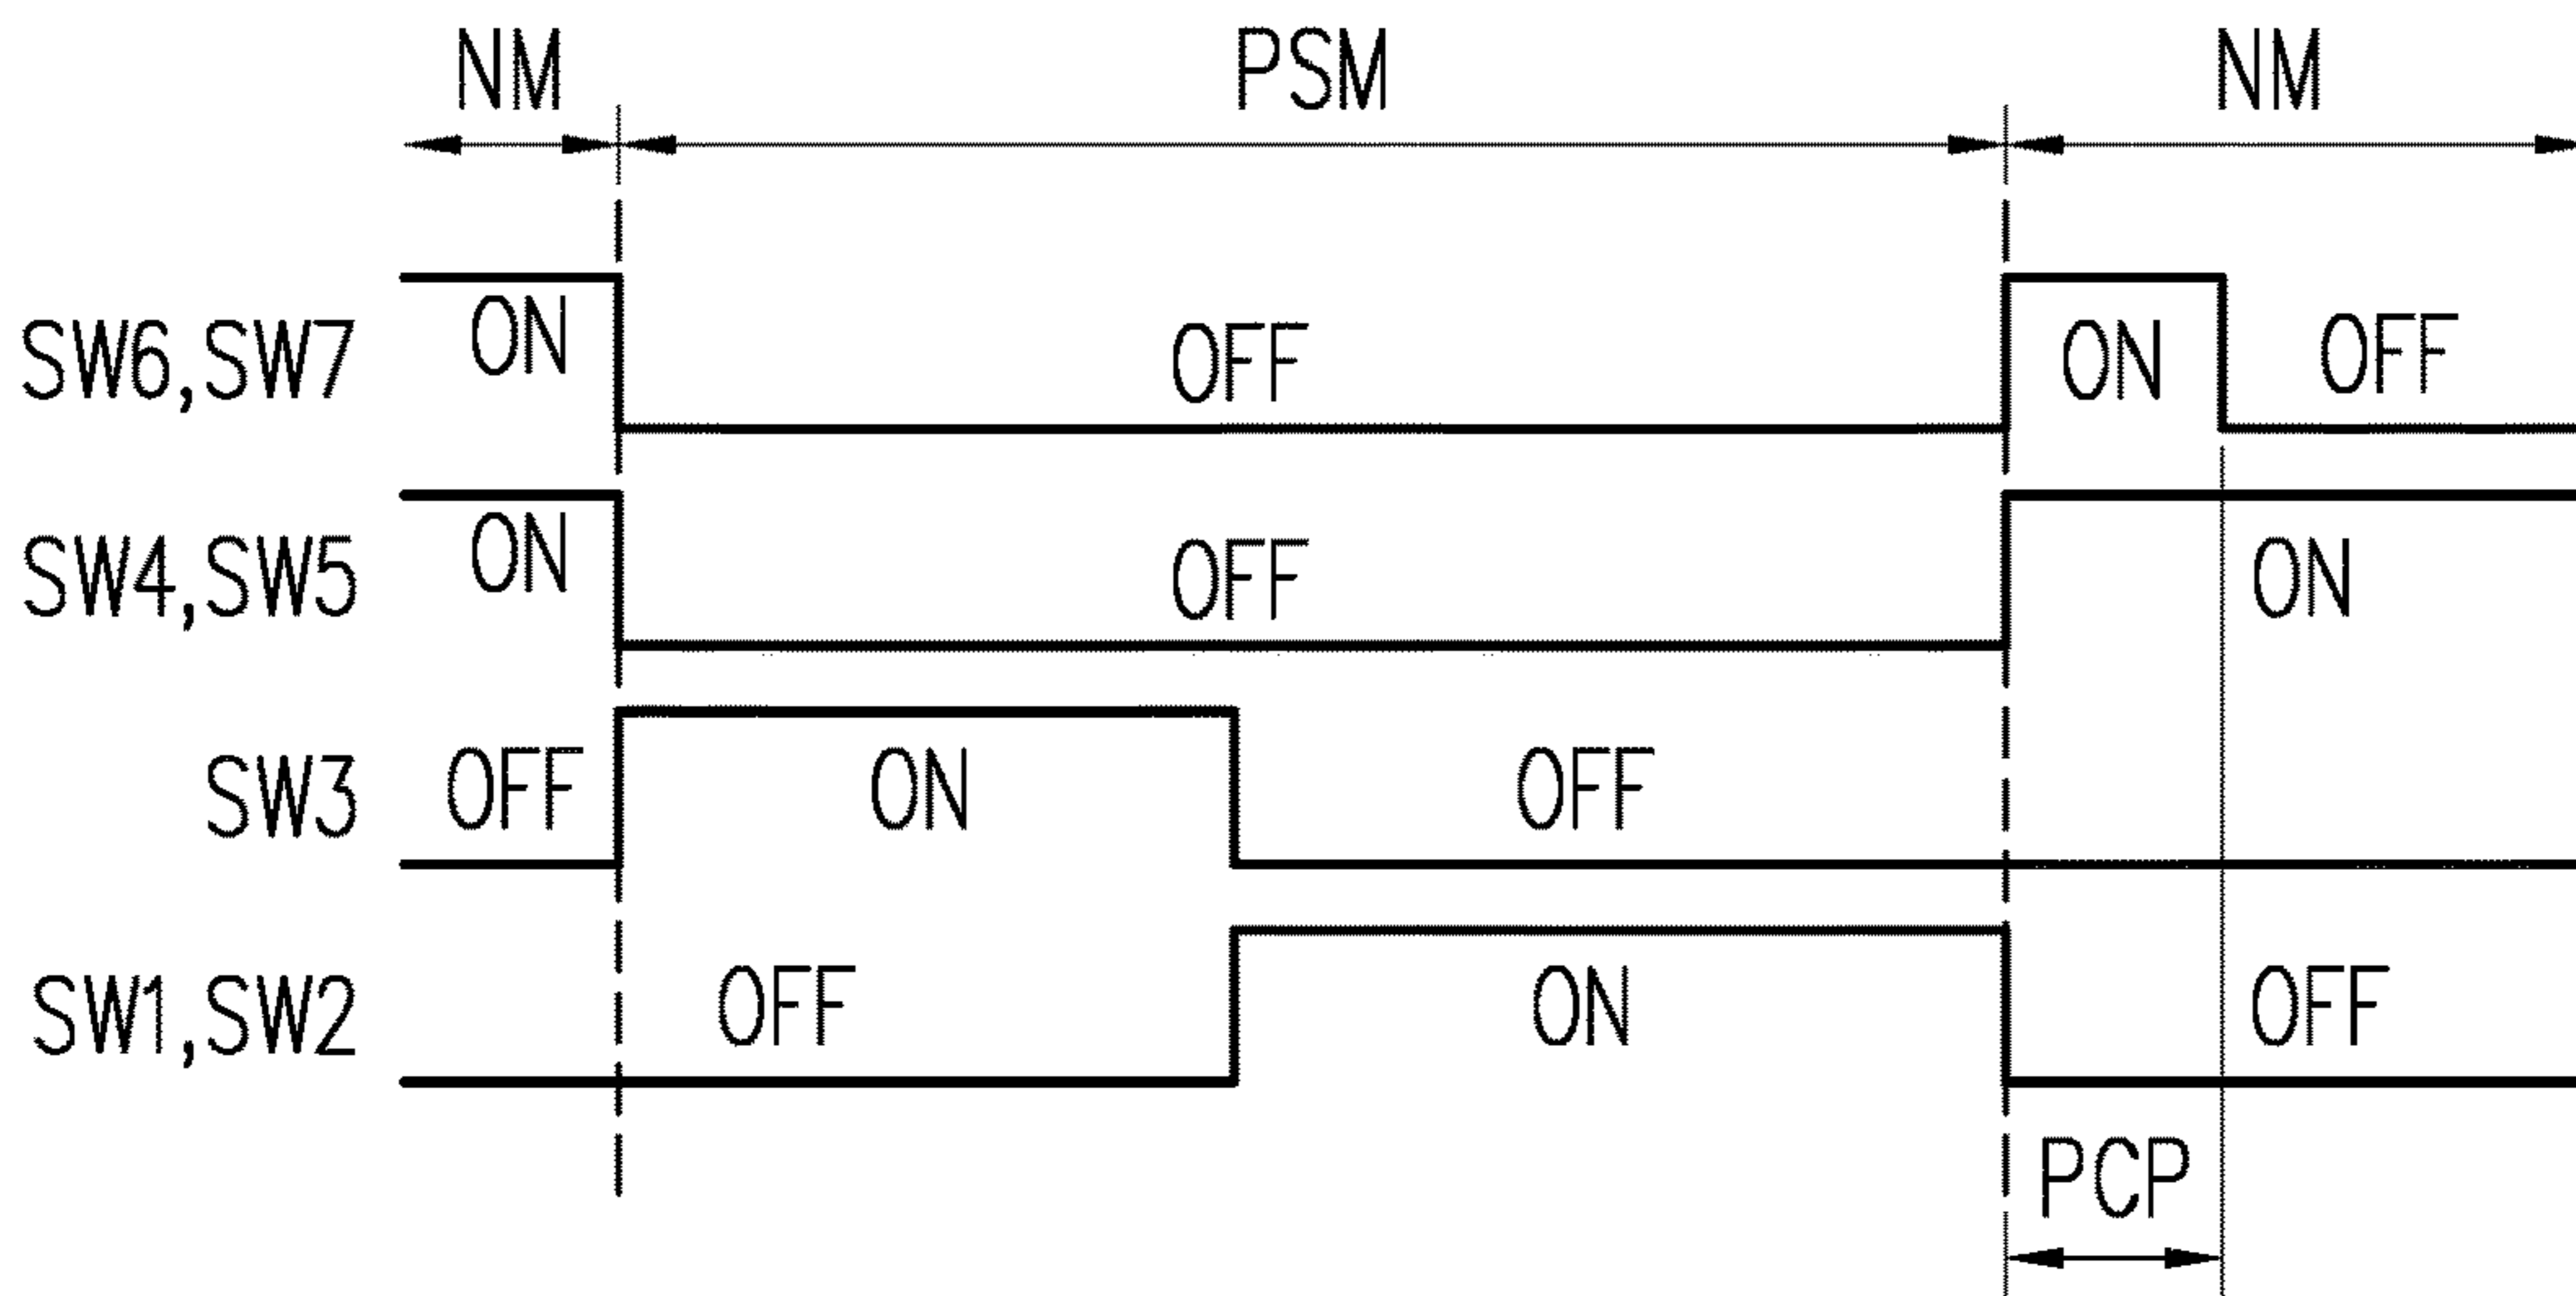 NM PSM NM
SW6,SW7 ON OFF ON OFF
SW4,SW5 ON OFF ON
SW3 OFF ON OFF
SW1,SW2 OFF ON OFF
PCP